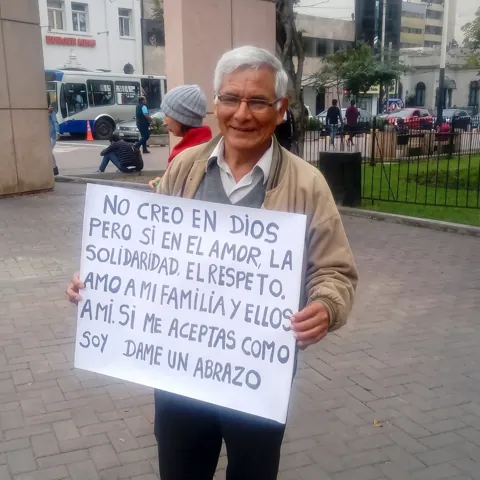 NO CREO EN DIOS
PERO SI EN EL AMOR, LA
SOLIDARIDAD, EL RESPETO.
AMO A MI FAMILIA Y ELLOS
A MI. SI ME ACEPTAS COMO
SOY DAME UN ABRAZO